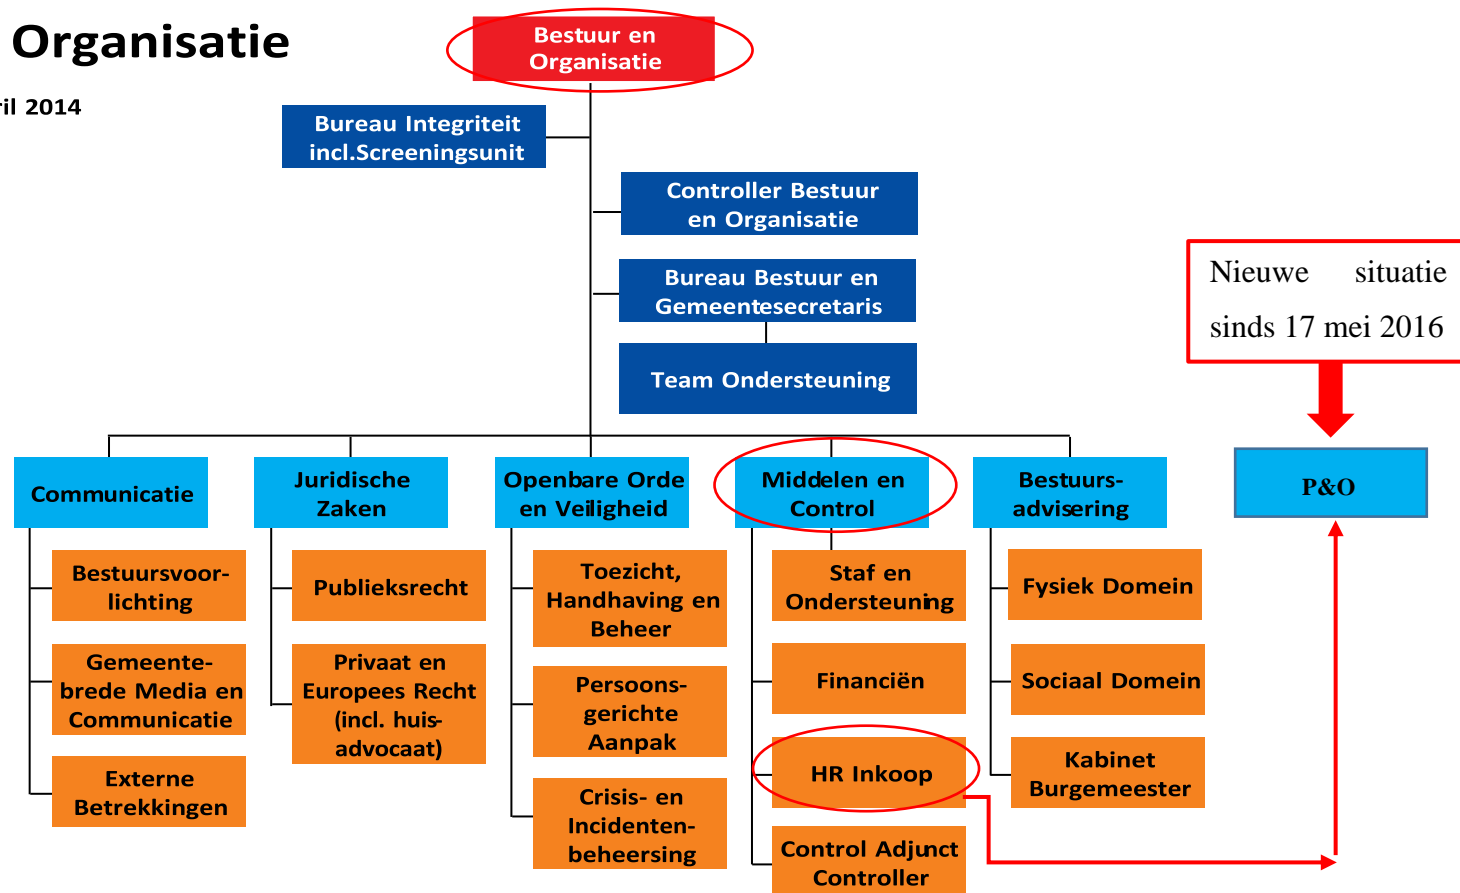 Organisatie
ril 2014
Bestuur en
Organisatie
Bureau Integriteit
incl.Screeningsunit
Controller Bestuur
en Organisatie
Bureau Bestuur en
Gemeentesecretaris
Team Ondersteuning
Nieuwe situatie
sinds 17 mei 2016
P&O
Communicatie
Bestuursvoor-
lichting
Gemeente-
brede Media en
Communicatie
Externe
Betrekkingen
Juridische
Zaken
Publieksrecht
Privaat en
Europees Recht
(incl. huis-
advocaat)
Openbare Orde
en Veiligheid
Toezicht,
Handhaving en
Beheer
Persoons-
gerichte
Aanpak
Crisis- en
Incidenten-
beheersing
Middelen en
Control
Staf en
Ondersteuning
Financiën
HR Inkoop
Control Adjunct
Controller
Bestuurs-
advisering
Fysiek Domein
Sociaal Domein
Kabinet
Burgemeester